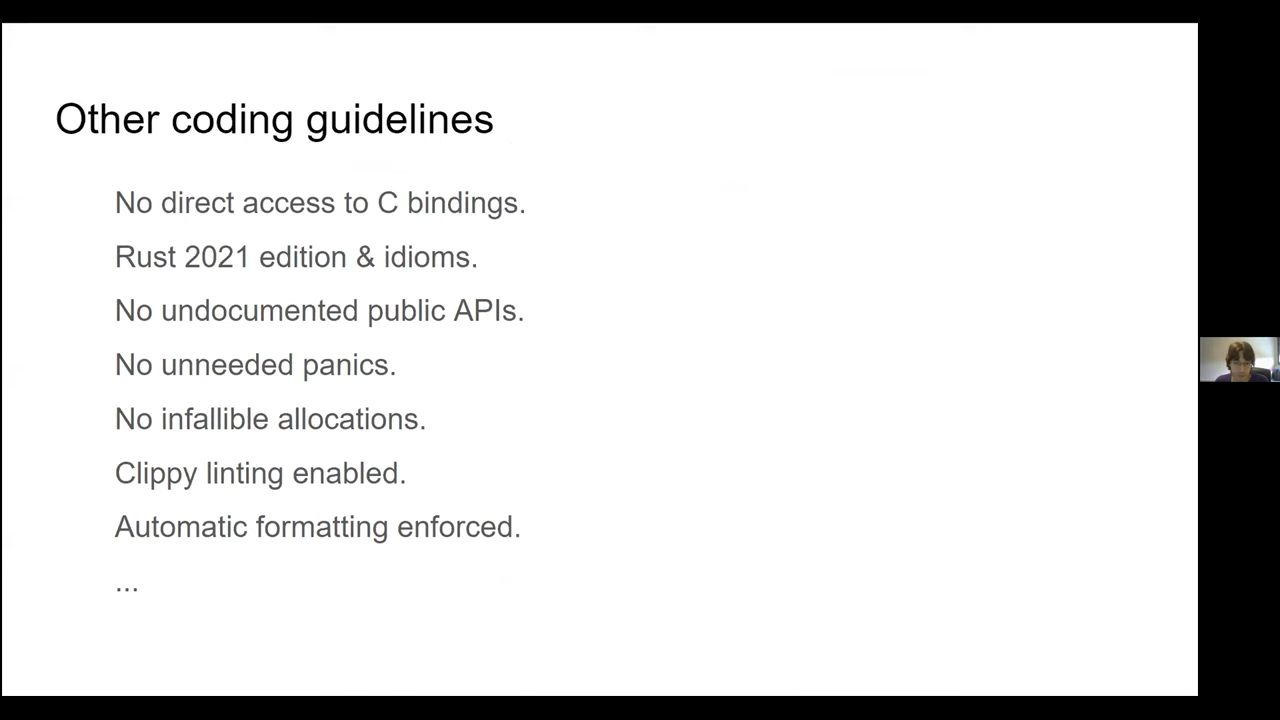 Other coding guidelines
No direct access to C bindings.
Rust 2021 edition & idioms.
No undocumented public APIs.
No unneeded panics.
No infallible allocations.
Clippy linting enabled.
Automatic formatting enforced.
...